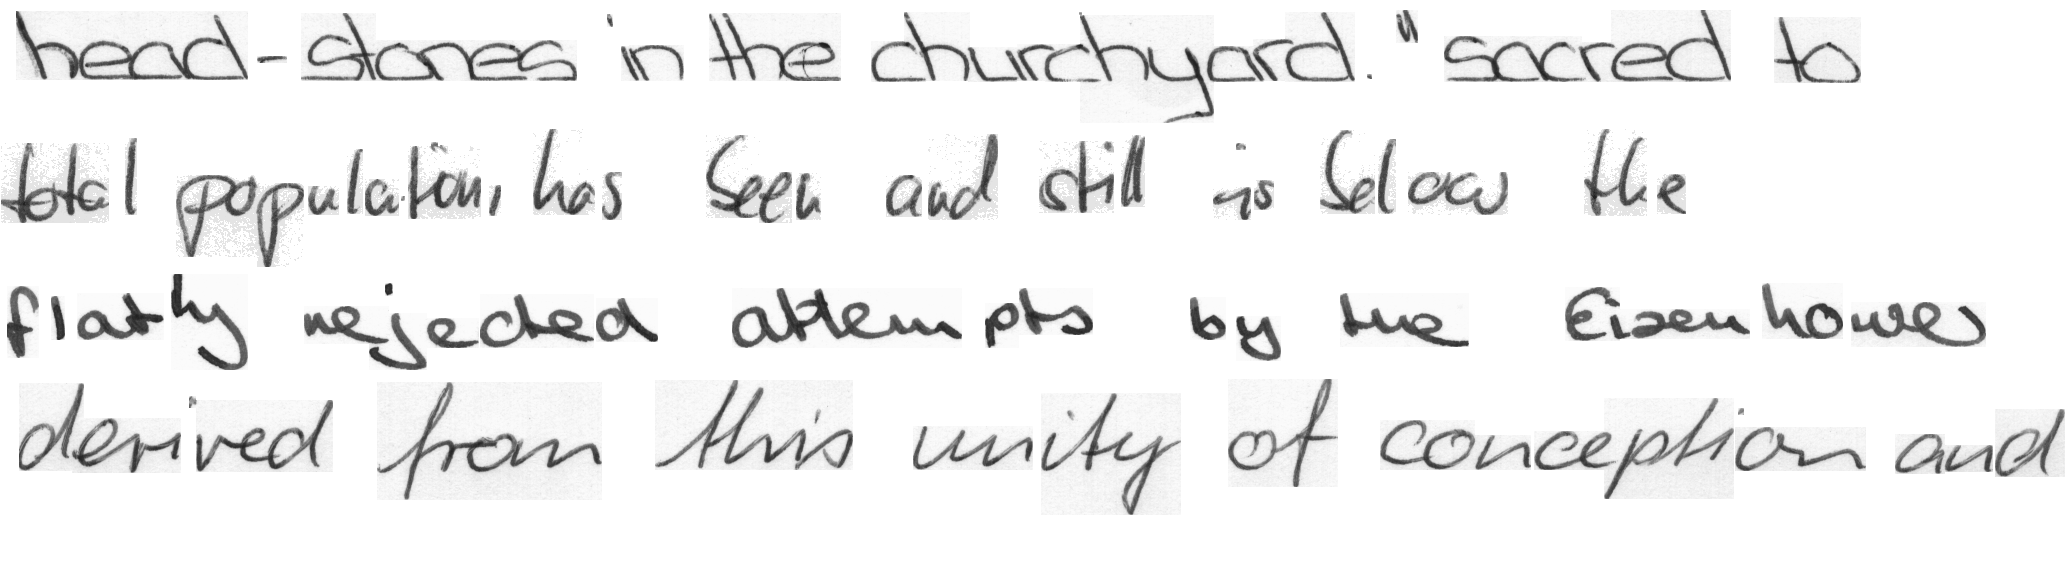 head-stones in the churchyard. "sacred to
total population, has been and still is below the
flatly rejected attempts by the Eisenhower
derived from this unity of conception and